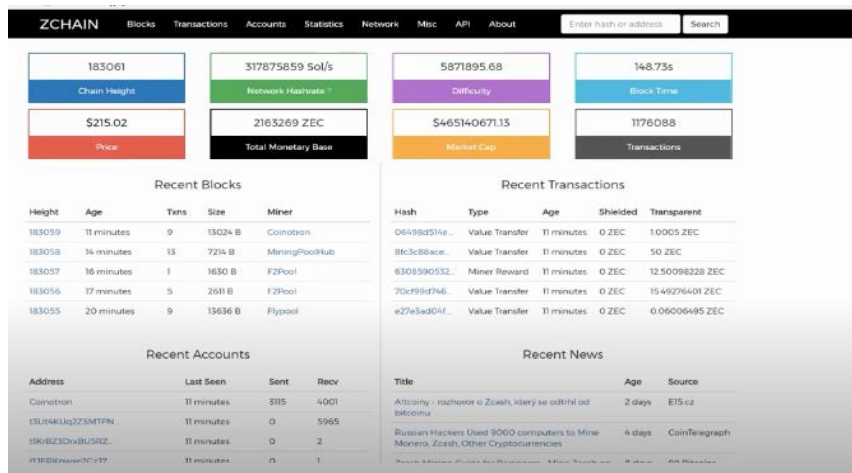 ZCHAIN Blocks Transactions Accounts Statistics Network Misc API About Enter hash or address Search
183061 317875859 Sol/s 5871895.68 148.73s
Chain Height Network Hashrate ? Difficulty Block Time
$215.02 2163269 ZEC $465140671.13 1176088
Price Total Monetary Base Market Cap Transactions
Recent Blocks
Height Age Txns Size Miner
183059 11 minutes 9 13024 B Coinotron
183058 14 minutes 13 7214 B MiningPoolHub
183057 16 minutes 1 1630 B F2Pool
183056 17 minutes 5 2611 B F2Pool
183055 20 minutes 9 13636 B Flypool
Recent Transactions
Hash Type Age Shielded Transparent
06498d514e... Value Transfer 11 minutes 0 ZEC 1.0005 ZEC
8fc3c88ace... Value Transfer 11 minutes 0 ZEC 50 ZEC
6308590532... Miner Reward 11 minutes 0 ZEC 12.50098228 ZEC
70cf99d746... Value Transfer 11 minutes 0 ZEC 15.49276401 ZEC
e27e3ad04f... Value Transfer 11 minutes 0 ZEC 0.06006495 ZEC
Recent Accounts
Address Last Seen Sent Recv
Coinotron 11 minutes 3115 4001
11 minutes 0 5965
11 minutes 0 2
11 minutes 0 1
Recent News
Title Age Source
Altcoiny - rozhovor o Zcash, který se odtrhl od
bitcoinu 2 days E15.cz
Russian Hackers Used 9000 computers to Mine
Monero, Zcash, Other Cryptocurrencies 4 days CoinTelegraph